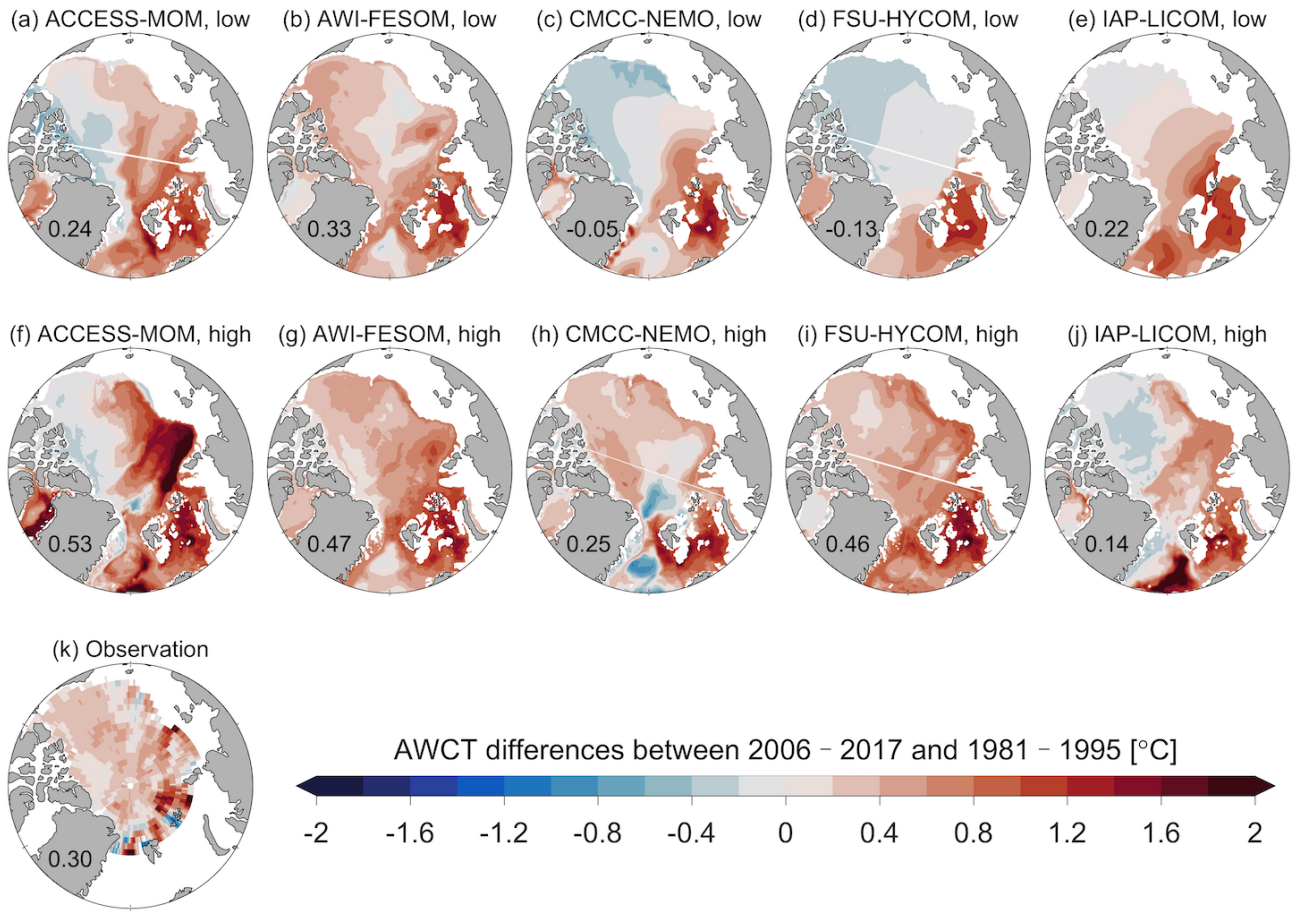 (a) ACCESS-MOM, low
(b) AWI-FESOM, low
(c) CMCC-NEMO, low
(d) FSU-HYCOM, low
(e) IAP-LICOM, low
0.24
0.33
-0.05
-0.13
0.22
(f) ACCESS-MOM, high
(g) AWI-FESOM, high
(h) CMCC-NEMO, high
(i) FSU-HYCOM, high
(j) IAP-LICOM, high
0.53
0.47
0.25
0.46
0.14
(k) Observation
0.30
AWCT differences between 2006 – 2017 and 1981 – 1995 [°C]
-2 -1.6 -1.2 -0.8 -0.4 0 0.4 0.8 1.2 1.6 2